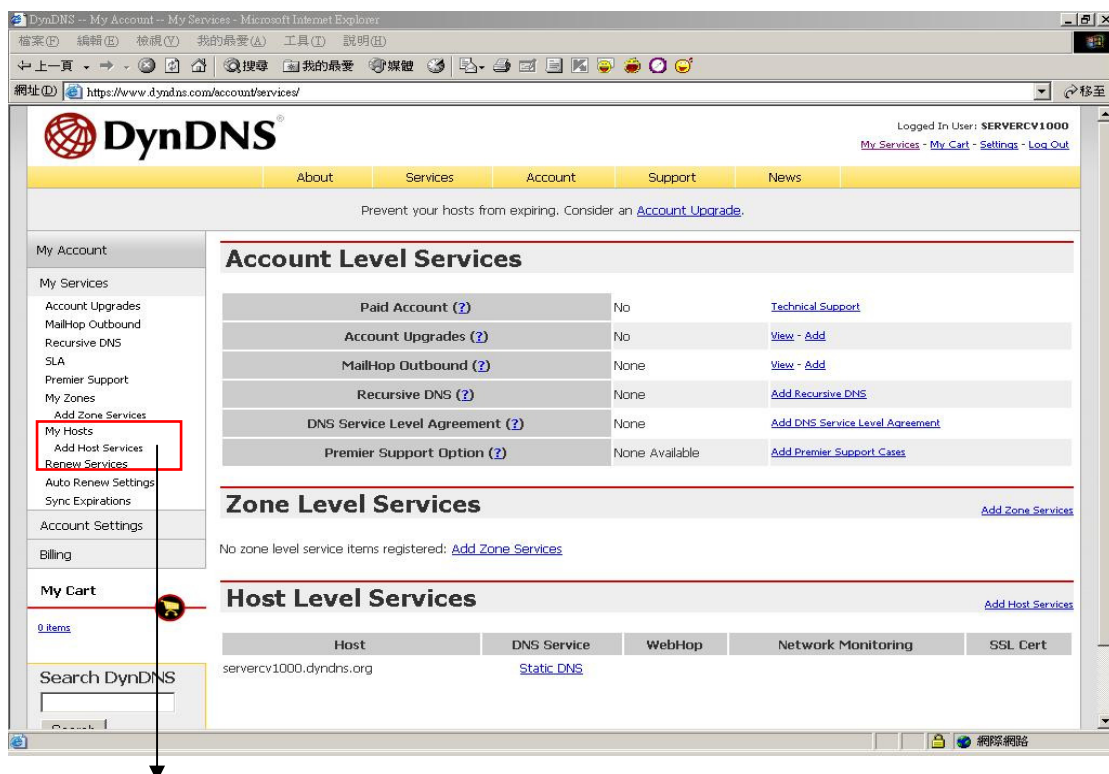 DynDNS -- My Account -- My Services - Microsoft Internet Explorer
檔案(F) 編輯(E) 檢視(V) 我的最愛(A) 工具(T) 說明(H)
上一頁 搜尋 我的最愛 媒體
網址(D) https://www.dyndns.com/account/services/ 移至
DynDNS®
Logged In User: SERVERCV1000
My Services - My Cart - Settings - Log Out
About Services Account Support News
Prevent your hosts from expiring. Consider an Account Upgrade.
My Account
My Services
Account Upgrades
MailHop Outbound
Recursive DNS
SLA
Premier Support
My Zones
Add Zone Services
My Hosts
Add Host Services
Renew Services
Auto Renew Settings
Sync Expirations
Account Settings
Billing
My Cart
0 items
Search DynDNS
Search
Account Level Services
Paid Account (?) No Technical Support
Account Upgrades (?) No View - Add
MailHop Outbound (?) None View - Add
Recursive DNS (?) None Add Recursive DNS
DNS Service Level Agreement (?) None Add DNS Service Level Agreement
Premier Support Option (?) None Available Add Premier Support Cases
Zone Level Services
Add Zone Services
No zone level service items registered: Add Zone Services
Host Level Services
Add Host Services
Host DNS Service WebHop Network Monitoring SSL Cert
servercv1000.dyndns.org Static DNS
網際網路